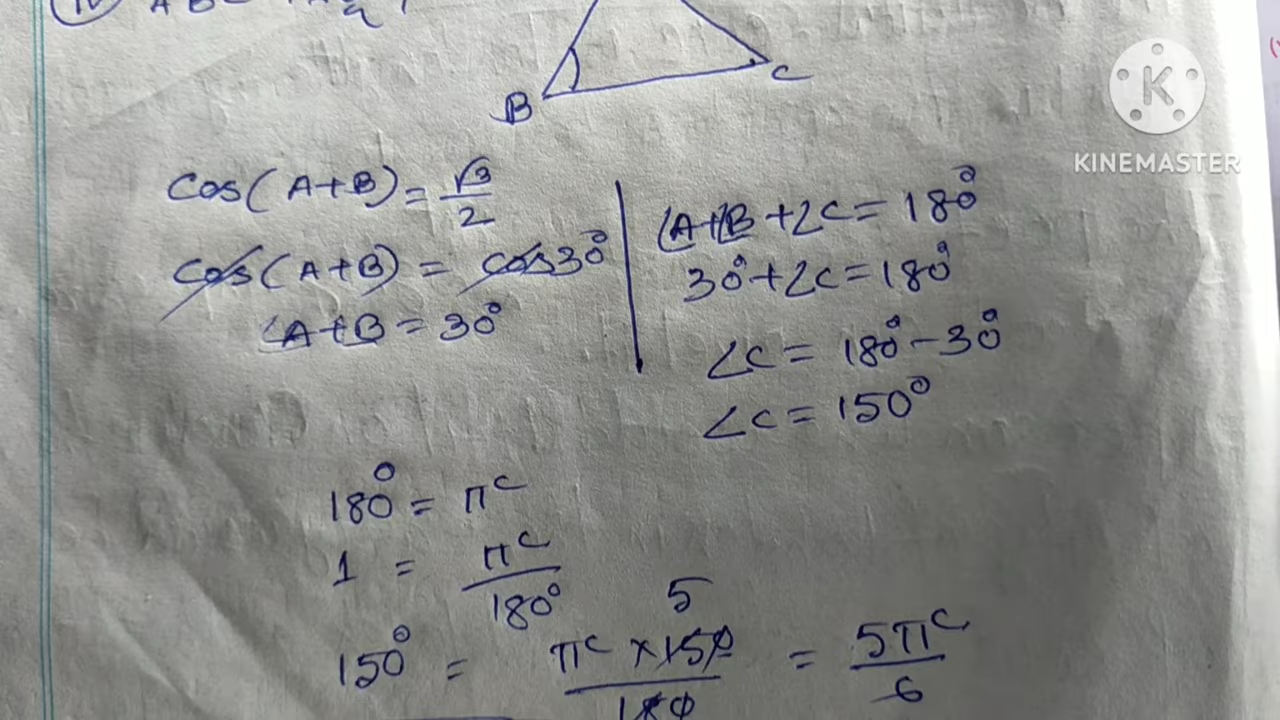 B
C
K
KINEMASTER
cos(A+B) = √3/2
cos(A+B) = cos30°
∠A+B = 30°
∠A+∠B+∠C = 180°
30°+∠C = 180°
∠C = 180°-30°
∠C = 150°
180° = π^c
1 = π^c/180°
150° = π^c × 150/180 = 5π^c/6
5